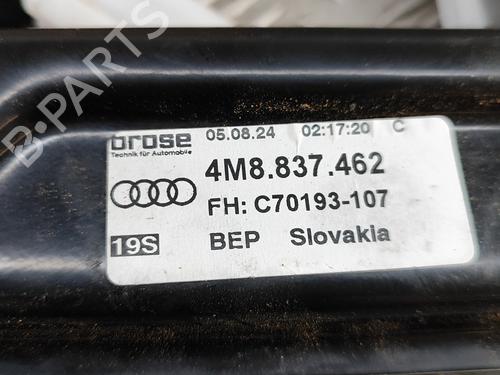 brose 05.08.24 02:17:20 C
Technik für Automobile
4M8.837.462
FH: C70193-107
19S BEP Slovakia
B-PARTS